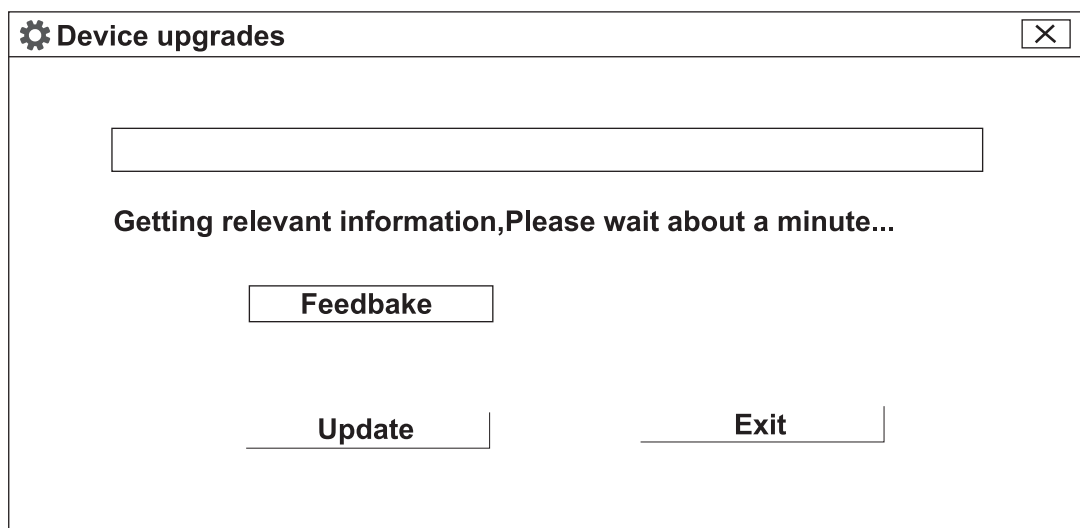 Device upgrades
Getting relevant information,Please wait about a minute...
Feedbake
Update
Exit